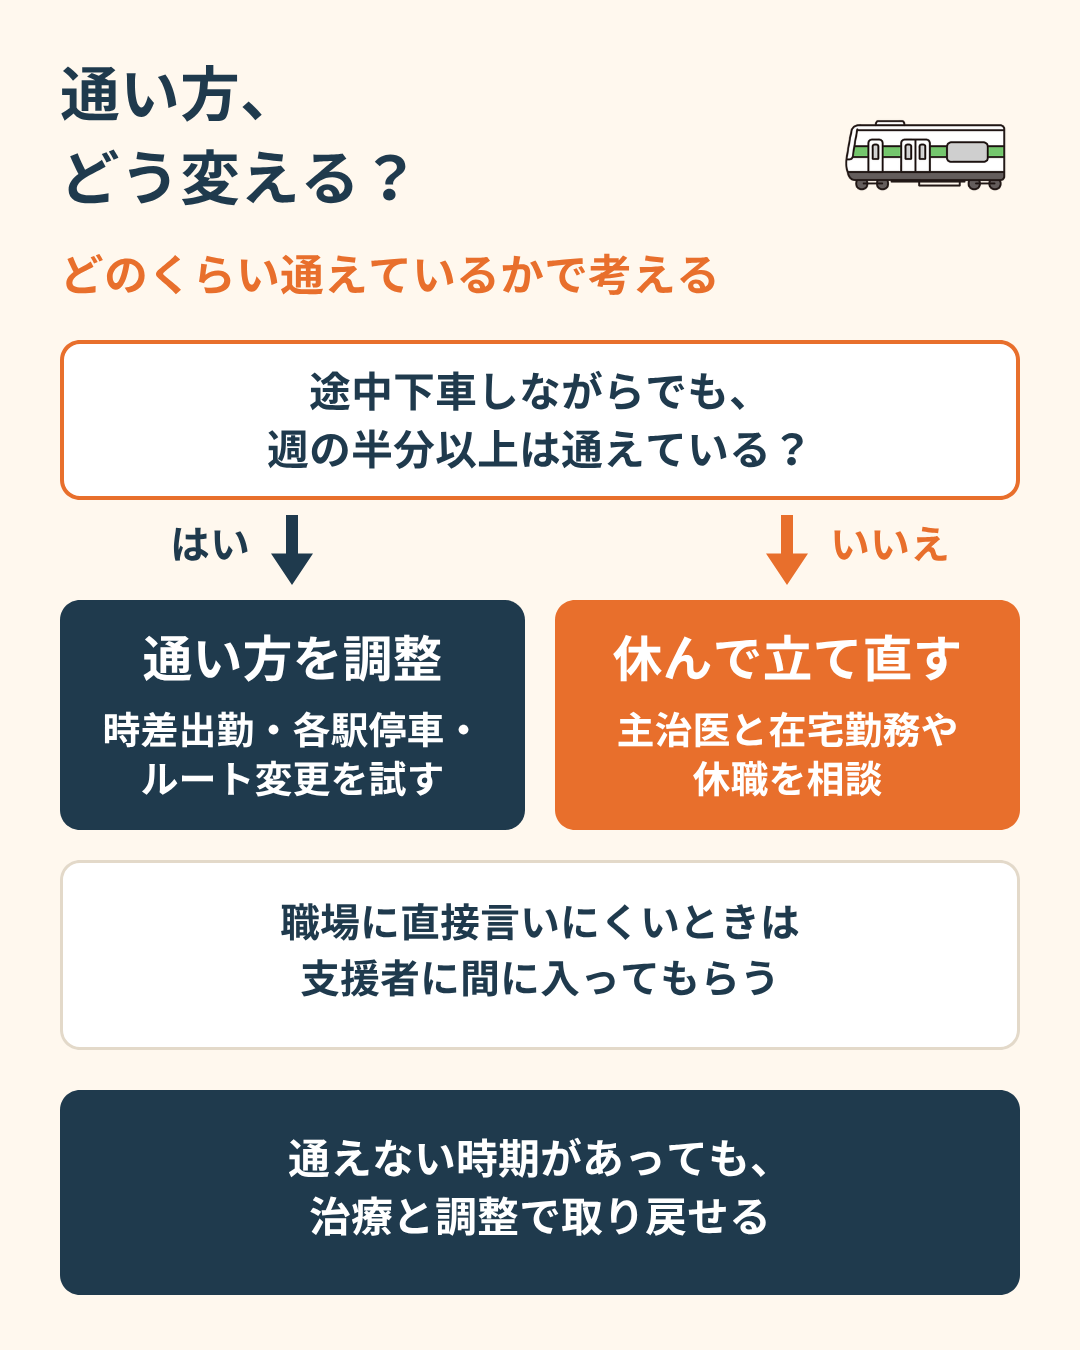 通い方、
どう変える？
どのくらい通えているかで考える
途中下車しながらでも、
週の半分以上は通えている？
はい
いいえ
通い方を調整
時差出勤・各駅停車・
ルート変更を試す
休んで立て直す
主治医と在宅勤務や
休職を相談
職場に直接言いにくいときは
支援者に間に入ってもらう
通えない時期があっても、
治療と調整で取り戻せる